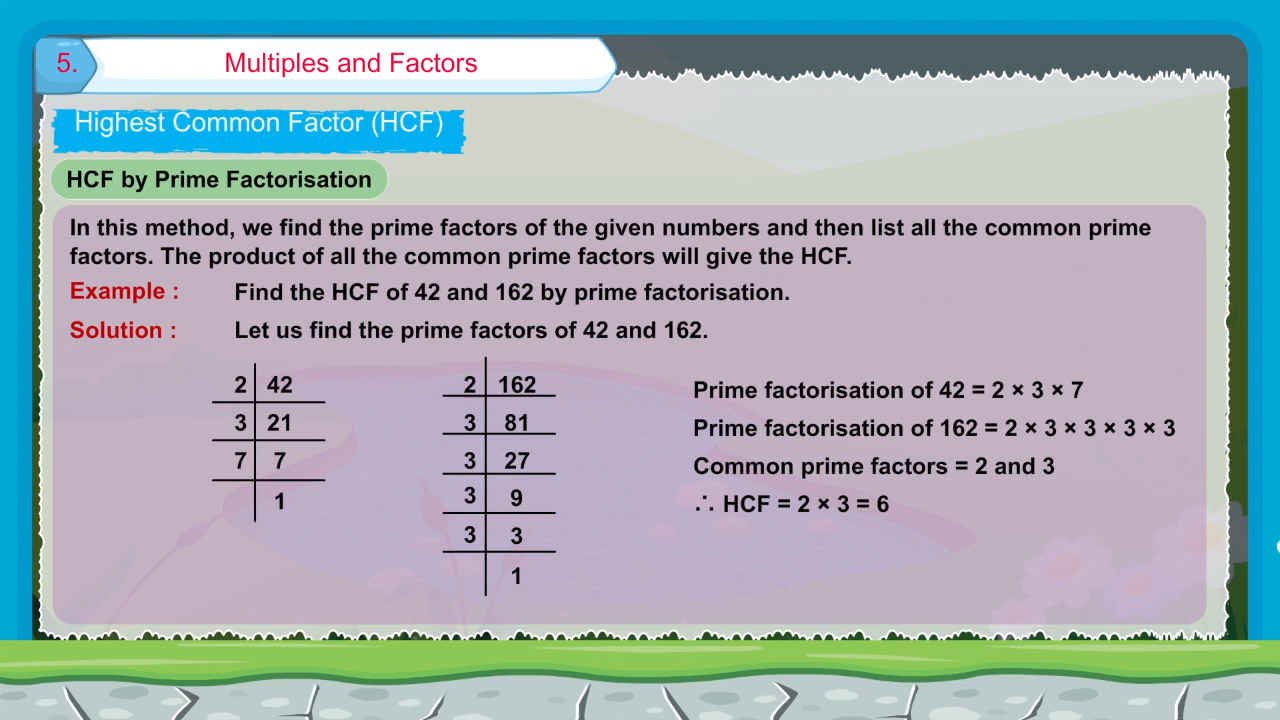 5. Multiples and Factors
Highest Common Factor (HCF)
HCF by Prime Factorisation
In this method, we find the prime factors of the given numbers and then list all the common prime
factors. The product of all the common prime factors will give the HCF.
Example : Find the HCF of 42 and 162 by prime factorisation.
Solution : Let us find the prime factors of 42 and 162.
2 42
3 21
7 7
1
2 162
3 81
3 27
3 9
3 3
1
Prime factorisation of 42 = 2 × 3 × 7
Prime factorisation of 162 = 2 × 3 × 3 × 3 × 3
Common prime factors = 2 and 3
∴ HCF = 2 × 3 = 6